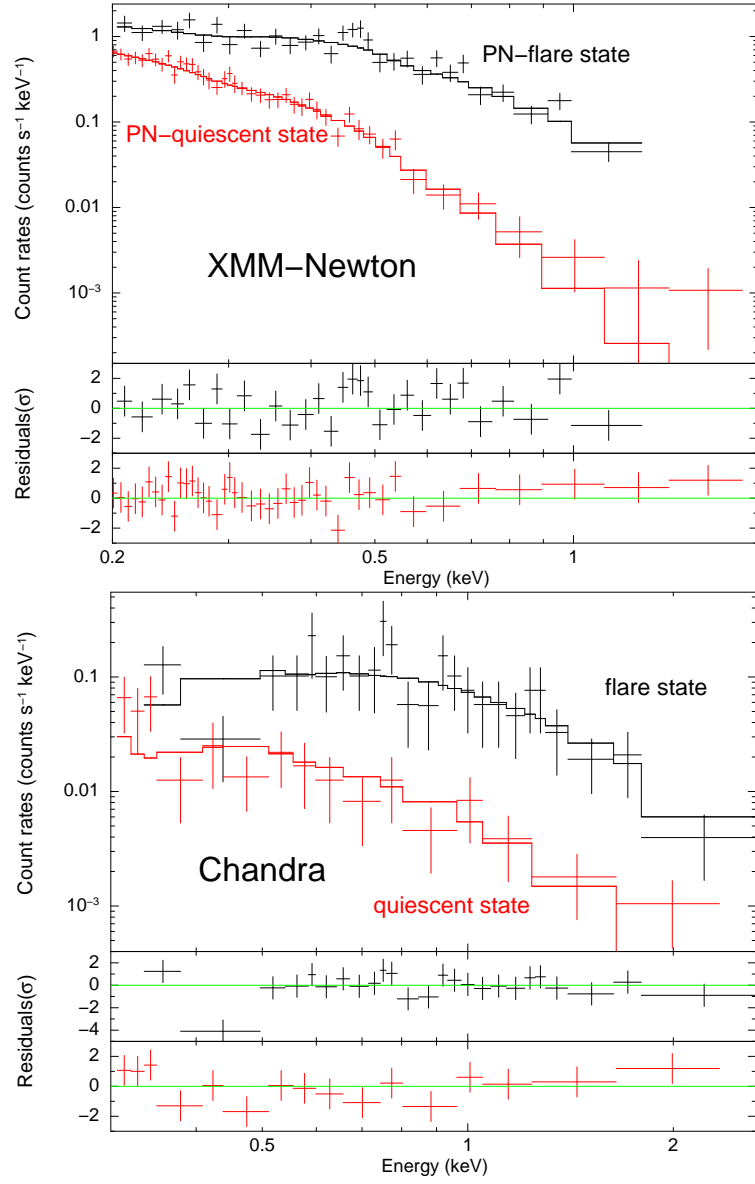 Count rates (counts s⁻¹ keV⁻¹)
1
0.1
0.01
10⁻³
PN−flare state
PN−quiescent state
XMM−Newton
Residuals(σ)
2
0
−2
2
0
−2
0.2
0.5
1
Energy (keV)
Count rates (counts s⁻¹ keV⁻¹)
0.1
0.01
10⁻³
flare state
Chandra
quiescent state
Residuals(σ)
2
0
−2
−4
2
0
−2
0.5
1
2
Energy (keV)